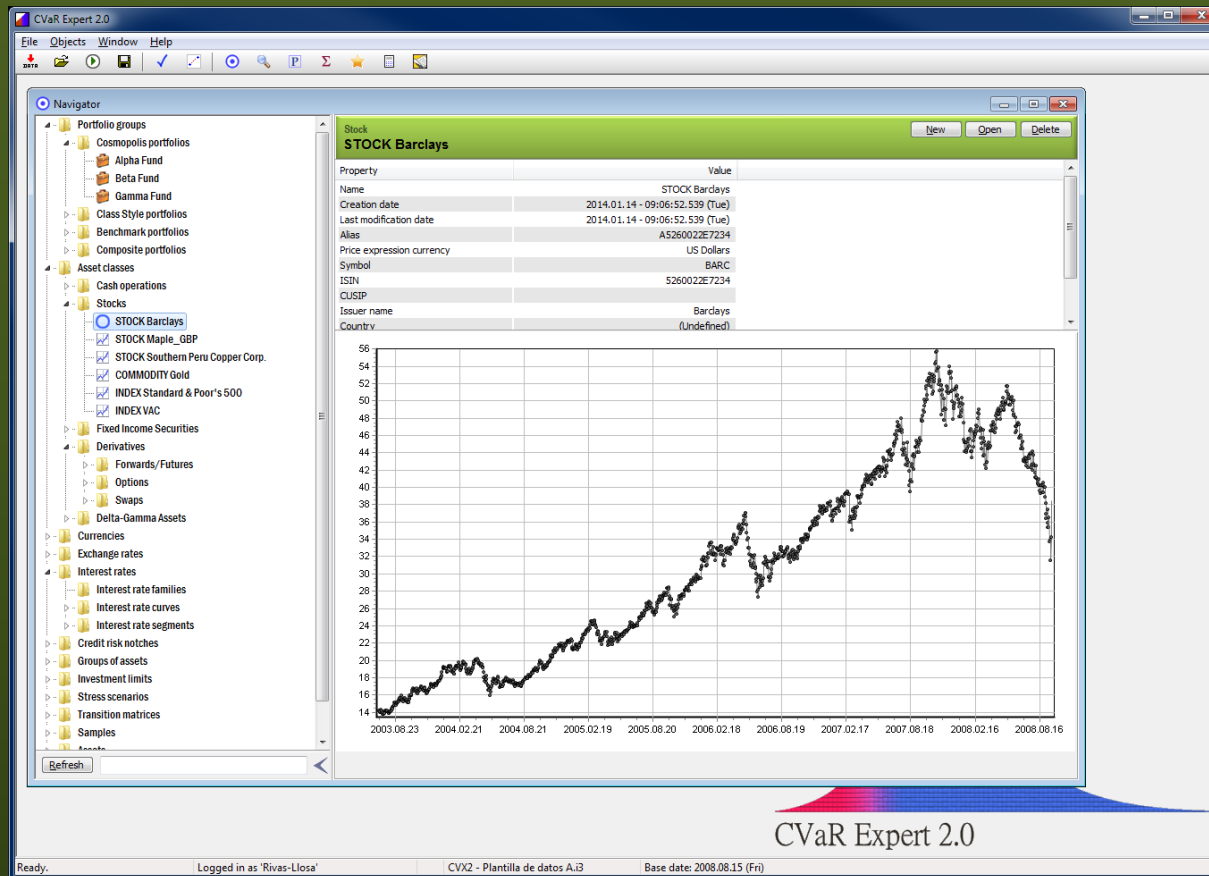 CVaR Expert 2.0
File Objects Window Help
DATA
P Σ
Navigator
Portfolio groups
Cosmopolis portfolios
Alpha Fund
Beta Fund
Gamma Fund
Class Style portfolios
Benchmark portfolios
Composite portfolios
Asset classes
Cash operations
Stocks
STOCK Barclays
STOCK Maple_GBP
STOCK Southern Peru Copper Corp.
COMMODITY Gold
INDEX Standard & Poor's 500
INDEX VAC
Fixed Income Securities
Derivatives
Forwards/Futures
Options
Swaps
Delta-Gamma Assets
Currencies
Exchange rates
Interest rates
Interest rate families
Interest rate curves
Interest rate segments
Credit risk notches
Groups of assets
Investment limits
Stress scenarios
Transition matrices
Samples
Assets
Refresh
Stock
STOCK Barclays
New Open Delete
Property Value
Name STOCK Barclays
Creation date 2014.01.14 - 09:06:52.539 (Tue)
Last modification date 2014.01.14 - 09:06:52.539 (Tue)
Alias A5260022E7234
Price expression currency US Dollars
Symbol BARC
ISIN 5260022E7234
CUSIP
Issuer name Barclays
Country (Undefined)
56
54
52
50
48
46
44
42
40
38
36
34
32
30
28
26
24
22
20
18
16
14
2003.08.23 2004.02.21 2004.08.21 2005.02.19 2005.08.20 2006.02.18 2006.08.19 2007.02.17 2007.08.18 2008.02.16 2008.08.16
CVaR Expert 2.0
Ready. Logged in as 'Rivas-Llosa' CVX2 - Plantilla de datos A.i3 Base date: 2008.08.15 (Fri)